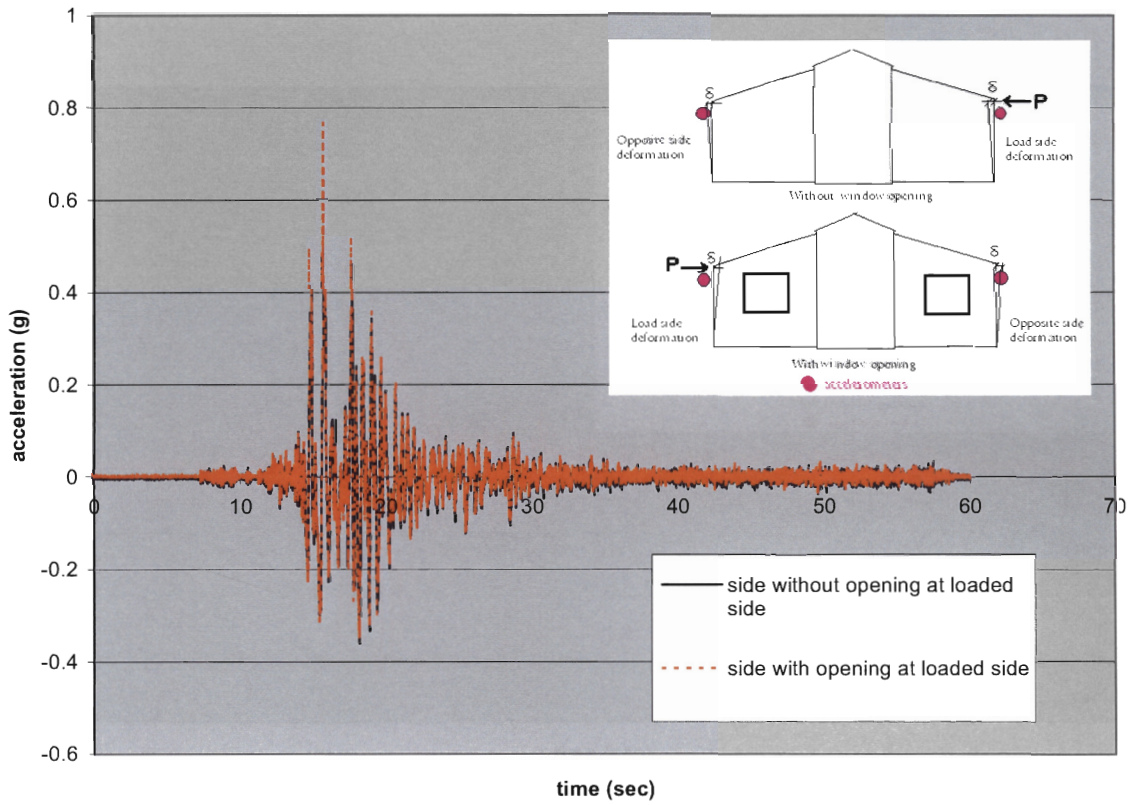 1
0.8
0.6
0.4
0.2
0
-0.2
-0.4
-0.6
acceleration (g)
0 10 20 30 40 50 60 70
time (sec)
δ
δ
P
Opposite side
deformation
Load side
deformation
Without window opening
P
δ
δ
Load side
deformation
Opposite side
deformation
With window opening
accelerometers
side without opening at loaded
side
side with opening at loaded side